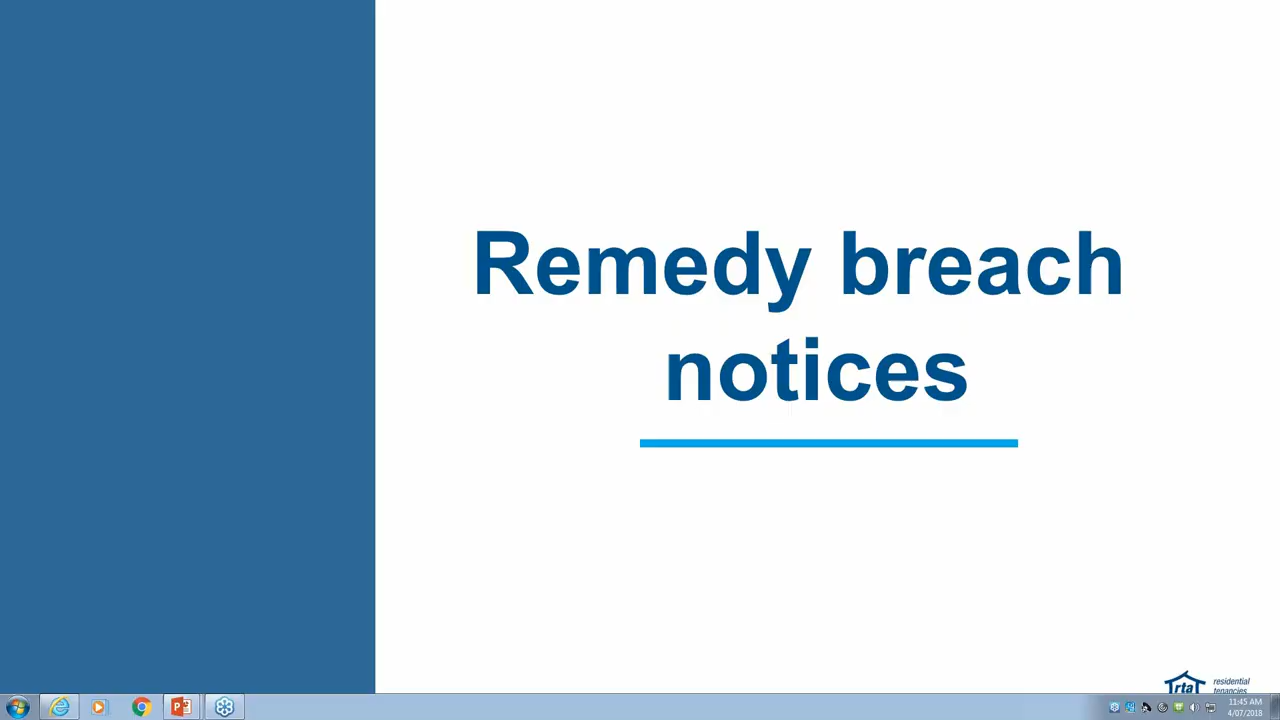 Remedy breach
notices
rta
residential
tenancies
11:45 AM
4/07/2018